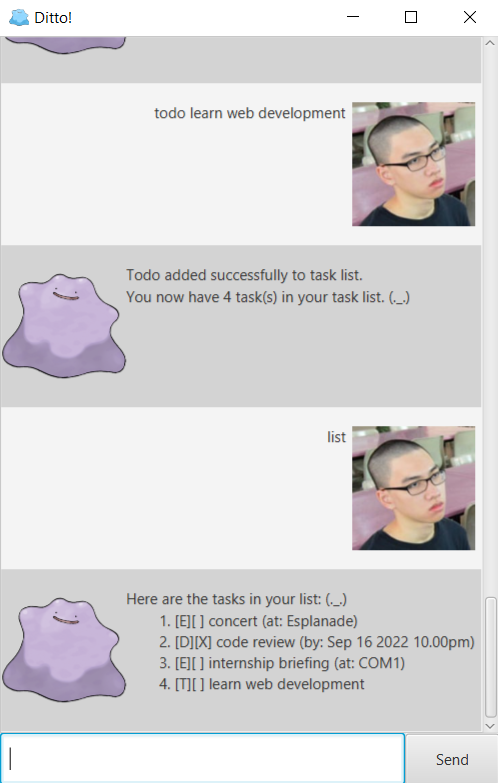 Ditto!
todo learn web development
Todo added successfully to task list.
You now have 4 task(s) in your task list. (._.)
list
Here are the tasks in your list: (._.)
1. [E][ ] concert (at: Esplanade)
2. [D][X] code review (by: Sep 16 2022 10.00pm)
3. [E][ ] internship briefing (at: COM1)
4. [T][ ] learn web development
Send